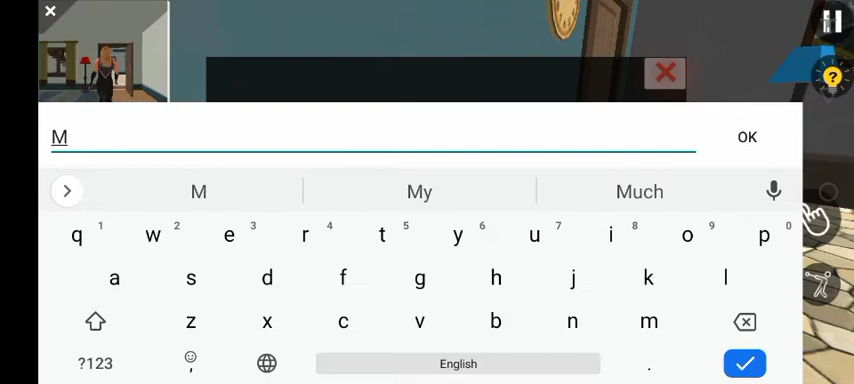 M
OK
M My Much
q 1 w 2 e 3 r 4 t 5 y 6 u 7 i 8 o 9 p 0
a s d f g h j k l
z x c v b n m
?123 , English .